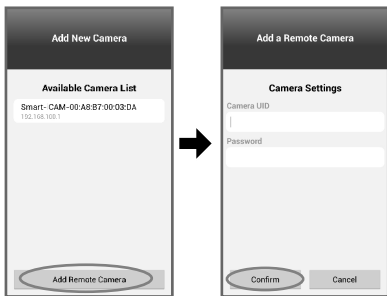 Add New Camera
Available Camera List
Smart- CAM-00:A8:B7:00:03:DA
192.168.100.1
Add Remote Camera
Add a Remote Camera
Camera Settings
Camera UID
Password
Confirm
Cancel